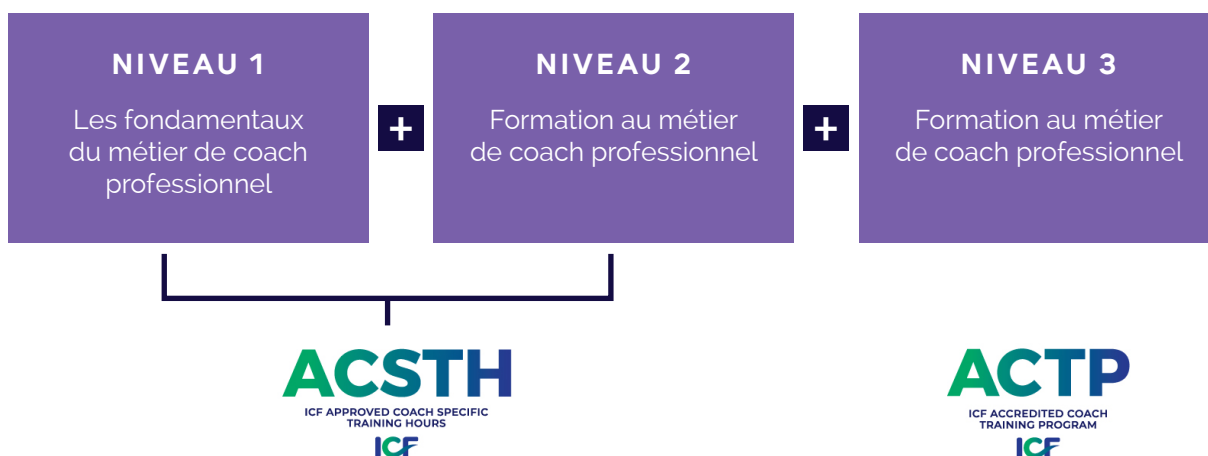 NIVEAU 1
Les fondamentaux
du métier de coach
professionnel
+
NIVEAU 2
Formation au métier
de coach professionnel
+
NIVEAU 3
Formation au métier
de coach professionnel
ACSTH
ICF APPROVED COACH SPECIFIC
TRAINING HOURS
ICF
ACTP
ICF ACCREDITED COACH
TRAINING PROGRAM
ICF